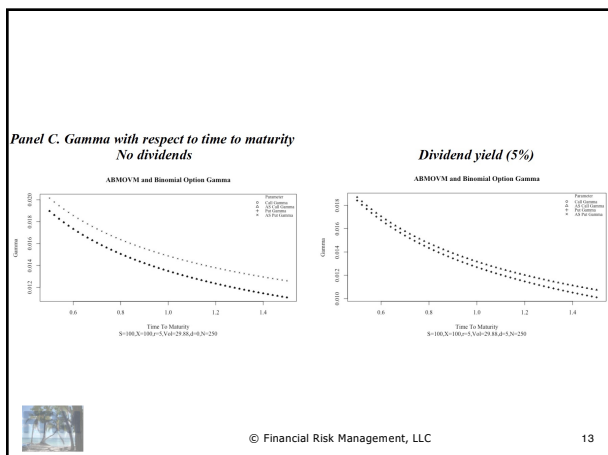 Panel C. Gamma with respect to time to maturity
No dividends
Dividend yield (5%)
ABMOVM and Binomial Option Gamma
Parameter
Call Gamma
AS Call Gamma
Put Gamma
AS Put Gamma
Gamma
0.020
0.018
0.016
0.014
0.012
0.6
0.8
1.0
1.2
1.4
Time To Maturity
S=100,X=100,r=5,Vol=29.88,d=0,N=250
ABMOVM and Binomial Option Gamma
Parameter
Call Gamma
AS Call Gamma
Put Gamma
AS Put Gamma
Gamma
0.018
0.016
0.014
0.012
0.010
0.6
0.8
1.0
1.2
1.4
Time To Maturity
S=100,X=100,r=5,Vol=29.88,d=5,N=250
© Financial Risk Management, LLC
13